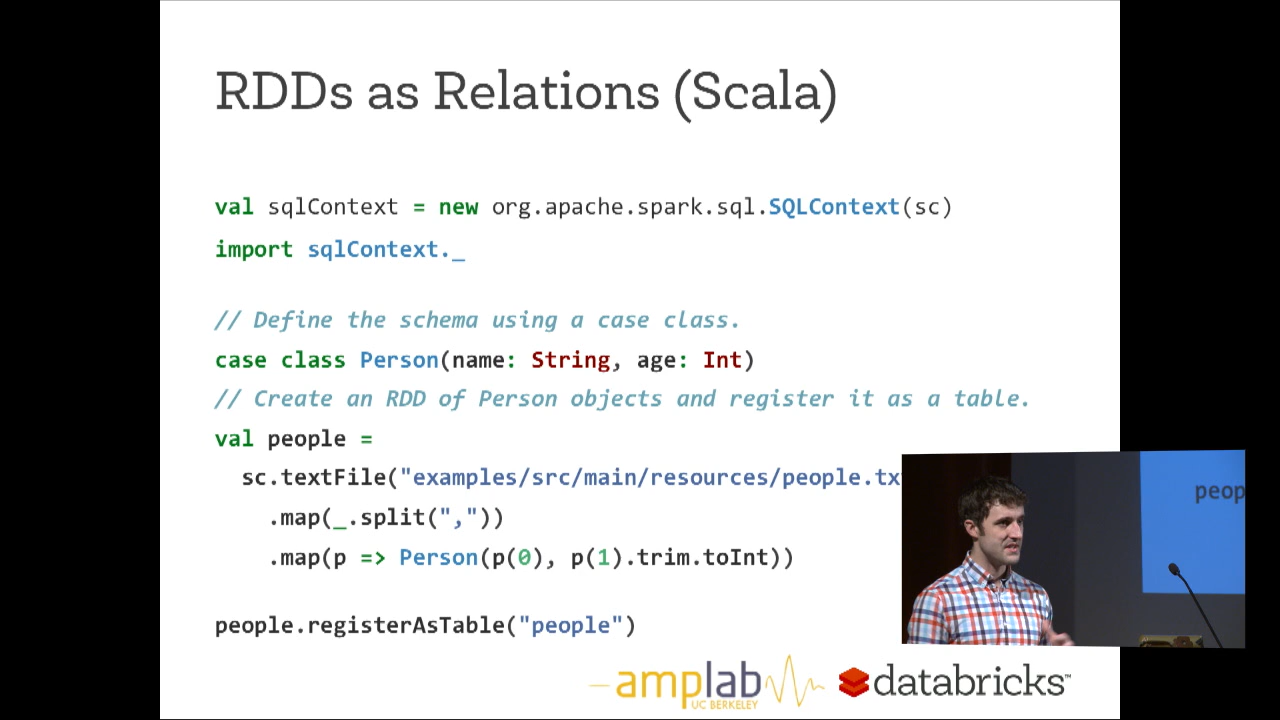 RDDs as Relations (Scala)
val sqlContext = new org.apache.spark.sql.SQLContext(sc)
import sqlContext._
// Define the schema using a case class.
case class Person(name: String, age: Int)
// Create an RDD of Person objects and register it as a table.
val people =
sc.textFile("examples/src/main/resources/people.tx
.map(_.split(","))
.map(p => Person(p(0), p(1).trim.toInt))
people.registerAsTable("people")
peop
amplab
UC BERKELEY
databricks™